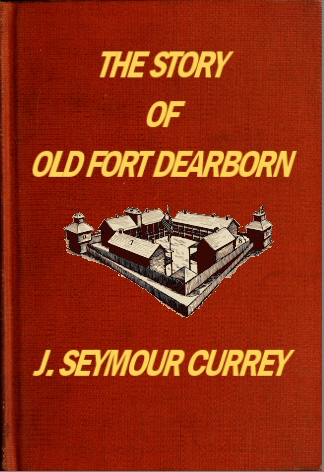 THE STORY
OF
OLD FORT DEARBORN
J. SEYMOUR CURREY